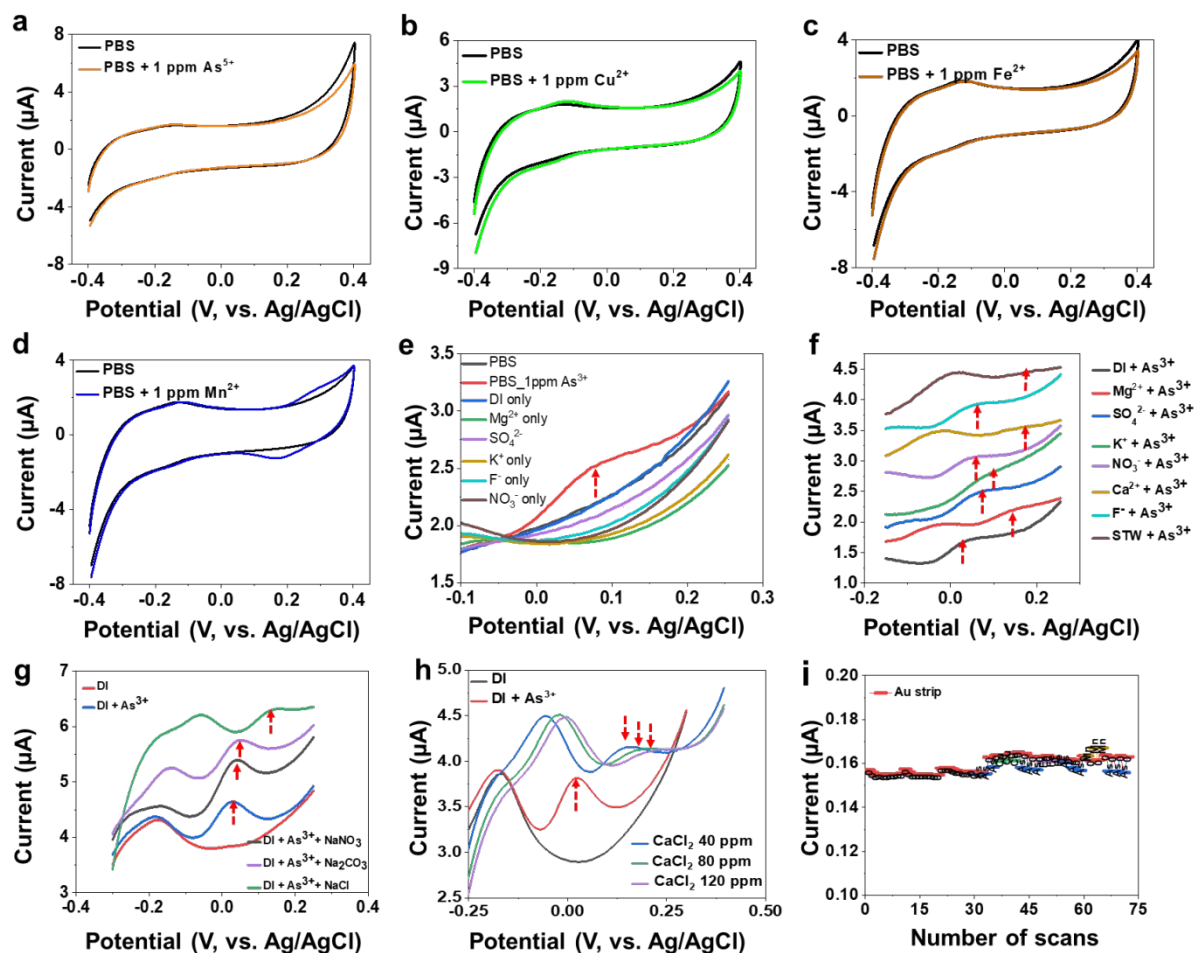 a
PBS
PBS + 1 ppm As⁵⁺
8
4
0
-4
-8
-0.4
-0.2
0.0
0.2
0.4
Current (µA)
Potential (V, vs. Ag/AgCl)
b
PBS
PBS + 1 ppm Cu²⁺
6
3
0
-3
-6
-9
-0.4
-0.2
0.0
0.2
0.4
Current (µA)
Potential (V, vs. Ag/AgCl)
c
PBS
PBS + 1 ppm Fe²⁺
4
0
-4
-8
-0.4
-0.2
0.0
0.2
0.4
Current (µA)
Potential (V, vs. Ag/AgCl)
d
PBS
PBS + 1 ppm Mn²⁺
4
0
-4
-8
-0.4
-0.2
0.0
0.2
0.4
Current (µA)
Potential (V, vs. Ag/AgCl)
e
PBS
PBS_1ppm As³⁺
DI only
Mg²⁺ only
SO₄²⁻
K⁺ only
F⁻ only
NO₃⁻ only
3.5
3.0
2.5
2.0
1.5
-0.1
0.0
0.1
0.2
0.3
Current (µA)
Potential (V, vs. Ag/AgCl)
f
DI + As³⁺
Mg²⁺ + As³⁺
SO₄²⁻ + As³⁺
K⁺ + As³⁺
NO₃⁻ + As³⁺
Ca²⁺ + As³⁺
F⁻ + As³⁺
STW + As³⁺
4.5
4.0
3.5
3.0
2.5
2.0
1.5
1.0
-0.2
0.0
0.2
Current (µA)
Potential (V, vs. Ag/AgCl)
g
DI
DI + As³⁺
DI + As³⁺ + NaNO₃
DI + As³⁺ + Na₂CO₃
DI + As³⁺ + NaCl
7
6
5
4
3
-0.4
-0.2
0.0
0.2
0.4
Current (µA)
Potential (V, vs. Ag/AgCl)
h
DI
DI + As³⁺
CaCl₂ 40 ppm
CaCl₂ 80 ppm
CaCl₂ 120 ppm
5.0
4.5
4.0
3.5
3.0
2.5
-0.25
0.00
0.25
0.50
Current (µA)
Potential (V, vs. Ag/AgCl)
i
Au strip
0.20
0.18
0.16
0.14
0.12
0.10
0
15
30
45
60
75
Current (µA)
Number of scans